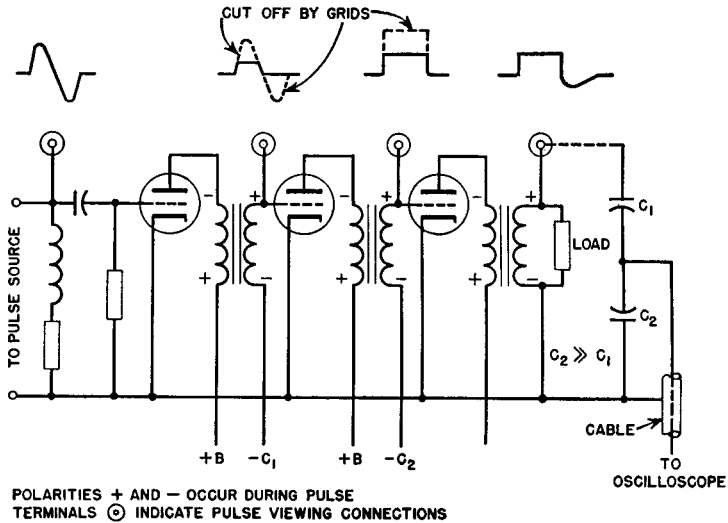 CUT OFF BY GRIDS
- + - + - +
+ - + - + -
C1
LOAD
TO PULSE SOURCE
C2
C2 ≫ C1
CABLE
+B -C1 +B -C2
TO
OSCILLOSCOPE
POLARITIES + AND - OCCUR DURING PULSE
TERMINALS ⊚ INDICATE PULSE VIEWING CONNECTIONS